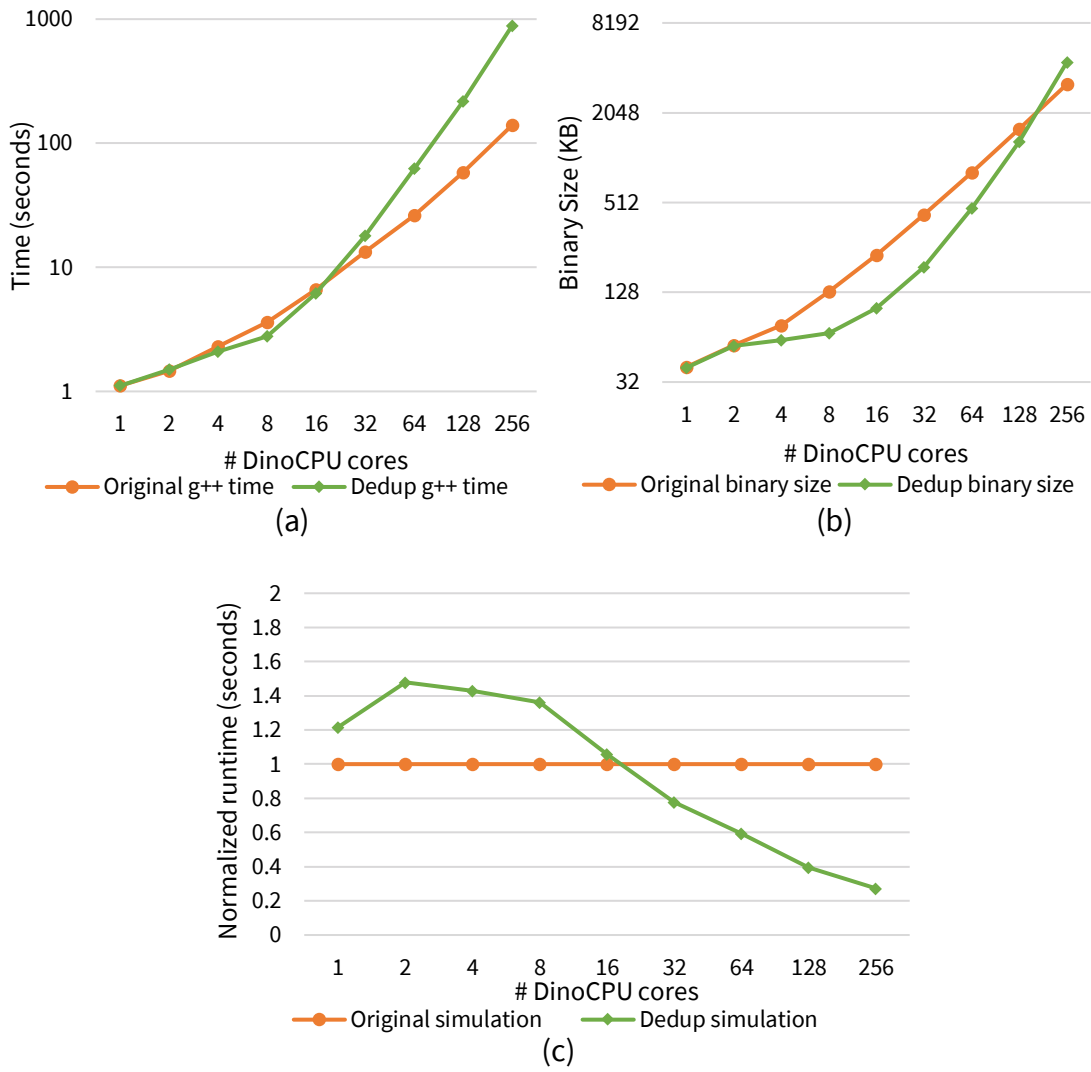 1000
100
10
1
Time (seconds)
1 2 4 8 16 32 64 128 256
# DinoCPU cores
Original g++ time Dedup g++ time
(a)
8192
2048
512
128
32
Binary Size (KB)
1 2 4 8 16 32 64 128 256
# DinoCPU cores
Original binary size Dedup binary size
(b)
2
1.8
1.6
1.4
1.2
1
0.8
0.6
0.4
0.2
0
Normalized runtime (seconds)
1 2 4 8 16 32 64 128 256
# DinoCPU cores
Original simulation Dedup simulation
(c)